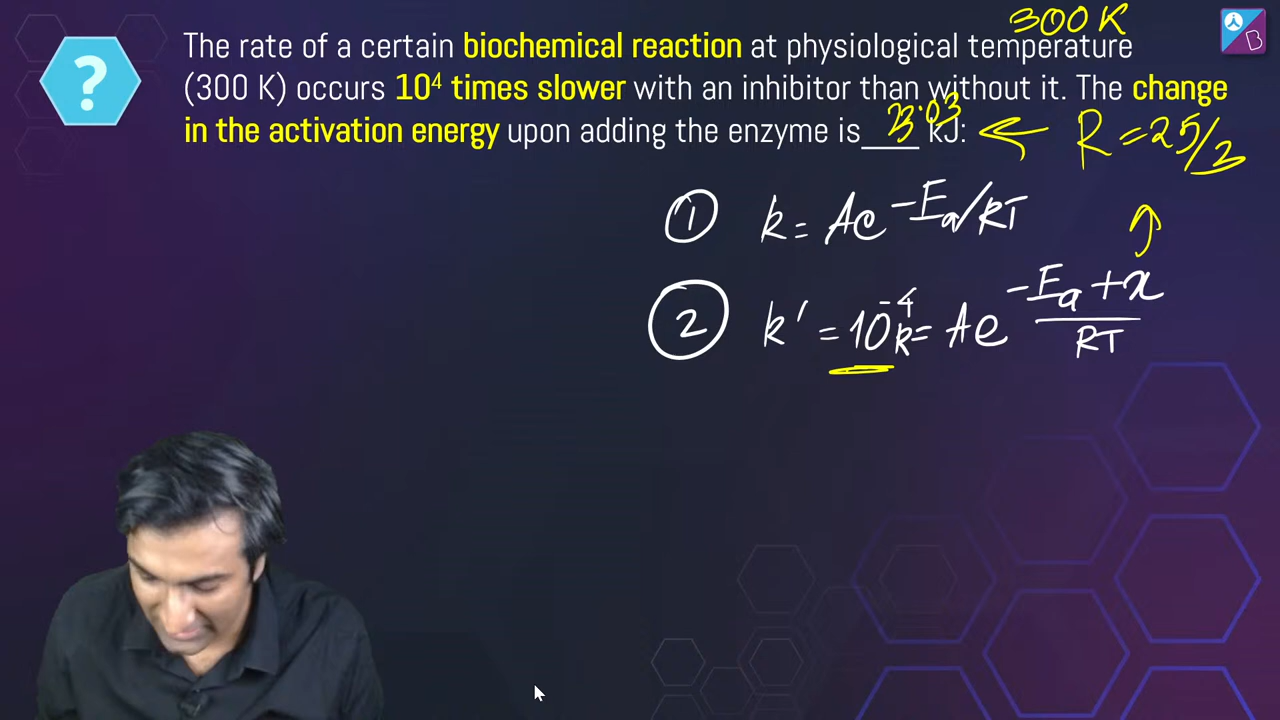 300 K
The rate of a certain biochemical reaction at physiological temperature
(300 K) occurs 10⁴ times slower with an inhibitor than without it. The change
in the activation energy upon adding the enzyme is 23.03 kJ: ← R = 25/3
① k = Ae^-Ea/RT
② k' = 10^-4 k = Ae^(-Ea+x)/RT
?
B